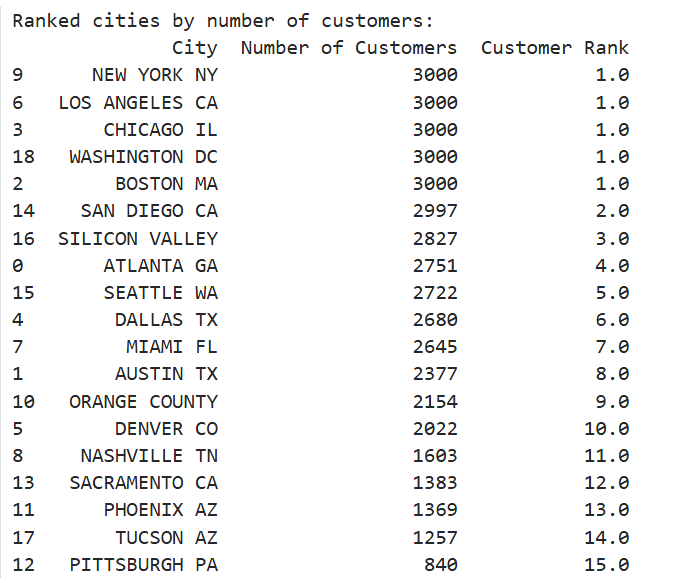 Ranked cities by number of customers:
City Number of Customers Customer Rank
9 NEW YORK NY 3000 1.0
6 LOS ANGELES CA 3000 1.0
3 CHICAGO IL 3000 1.0
18 WASHINGTON DC 3000 1.0
2 BOSTON MA 3000 1.0
14 SAN DIEGO CA 2997 2.0
16 SILICON VALLEY 2827 3.0
0 ATLANTA GA 2751 4.0
15 SEATTLE WA 2722 5.0
4 DALLAS TX 2680 6.0
7 MIAMI FL 2645 7.0
1 AUSTIN TX 2377 8.0
10 ORANGE COUNTY 2154 9.0
5 DENVER CO 2022 10.0
8 NASHVILLE TN 1603 11.0
13 SACRAMENTO CA 1383 12.0
11 PHOENIX AZ 1369 13.0
17 TUCSON AZ 1257 14.0
12 PITTSBURGH PA 840 15.0